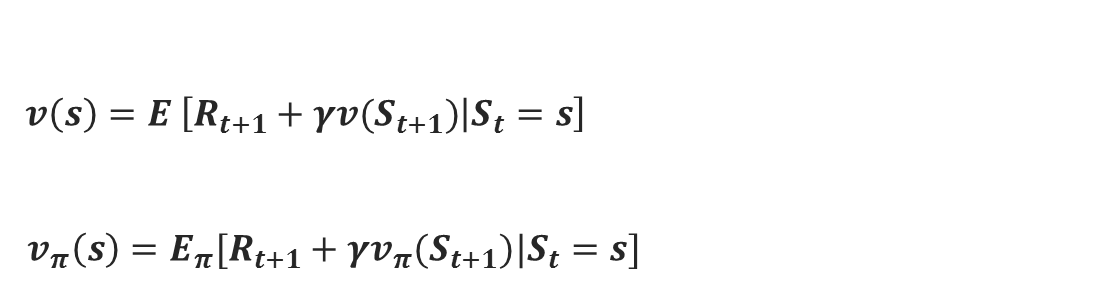 v(s) = E [R_{t+1} + γv(S_{t+1})|S_t = s]
v_π(s) = E_π[R_{t+1} + γv_π(S_{t+1})|S_t = s]